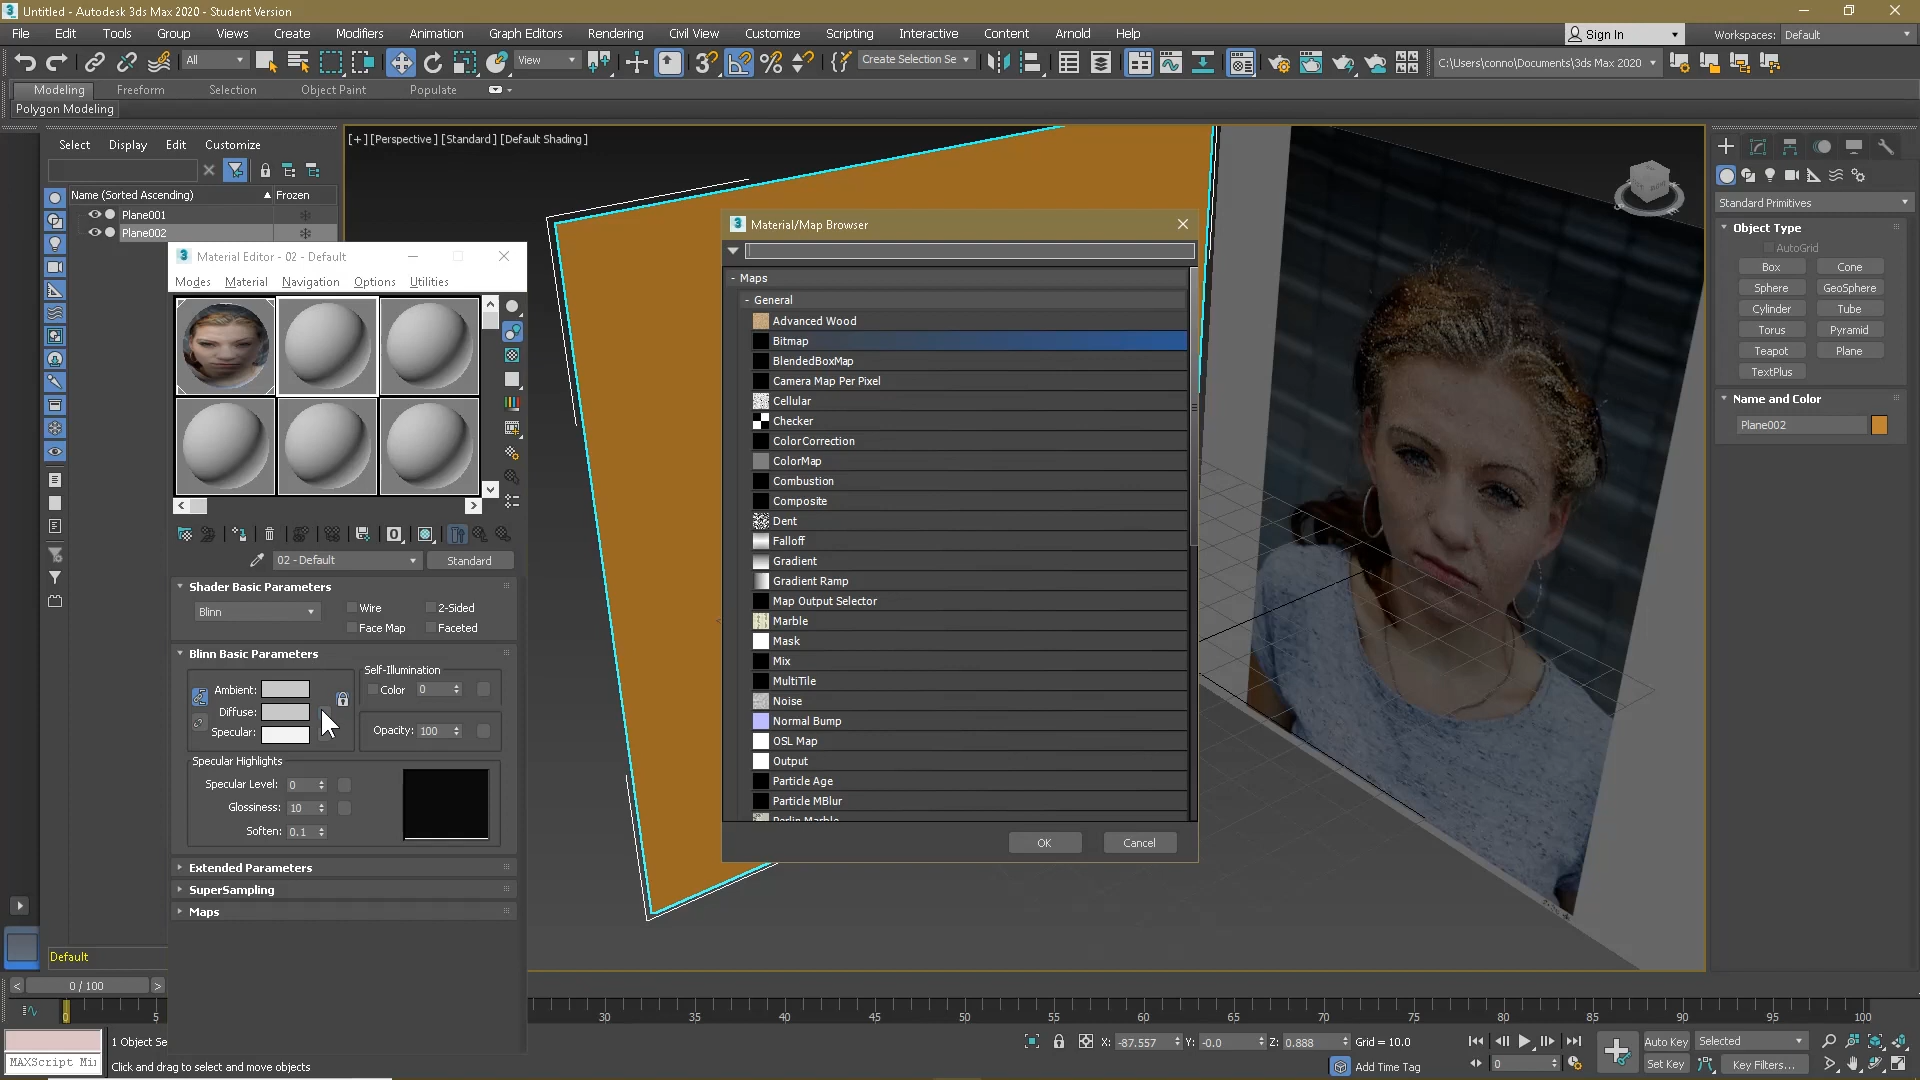 Untitled - Autodesk 3ds Max 2020 - Student Version
File Edit Tools Group Views Create Modifiers Animation Graph Editors Rendering Civil View Customize Scripting Interactive Content Arnold Help
Sign In Workspaces: Default
All View Create Selection Se C:\Users\conno\Documents\3ds Max 2020
Modeling Freeform Selection Object Paint Populate
Polygon Modeling
Select Display Edit Customize
Name (Sorted Ascending) Frozen
Plane001
Plane002
[+] [Perspective] [Standard] [Default Shading]
Material Editor - 02 - Default
Modes Material Navigation Options Utilities
02 - Default Standard
Shader Basic Parameters
Blinn Wire 2-Sided
Face Map Faceted
Blinn Basic Parameters
Self-Illumination
Ambient: Color 0
Diffuse:
Specular: Opacity: 100
Specular Highlights
Specular Level: 0
Glossiness: 10
Soften: 0.1
Extended Parameters
SuperSampling
Maps
Material/Map Browser
- Maps
- General
Advanced Wood
Bitmap
BlendedBoxMap
Camera Map Per Pixel
Cellular
Checker
ColorCorrection
ColorMap
Combustion
Composite
Dent
Falloff
Gradient
Gradient Ramp
Map Output Selector
Marble
Mask
Mix
MultiTile
Noise
Normal Bump
OSL Map
Output
Particle Age
Particle MBlur
Perlin Marble
OK Cancel
Standard Primitives
Object Type
AutoGrid
Box Cone
Sphere GeoSphere
Cylinder Tube
Torus Pyramid
Teapot Plane
TextPlus
Name and Color
Plane002
Default
0 / 100
0 5 30 35 40 45 50 55 60 65 70 75 80 85 90 95 100
1 Object Se
X: -87.557 Y: -0.0 Z: 0.888 Grid = 10.0
Auto Key Selected
MAXScript Mi
Click and drag to select and move objects
Add Time Tag
0
Set Key Key Filters...